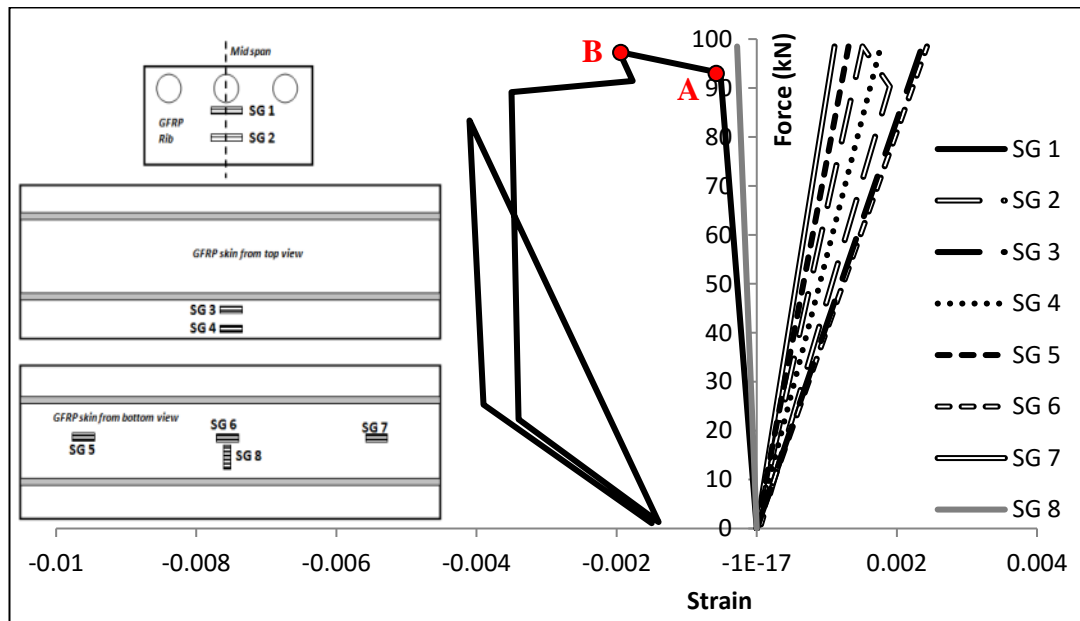 Mid span
GFRP
Rib
SG 1
SG 2
GFRP skin from top view
SG 3
SG 4
GFRP skin from bottom view
SG 5
SG 6
SG 7
SG 8
B
A
Force (kN)
100
90
80
70
60
50
40
30
20
10
0
-0.01
-0.008
-0.006
-0.004
-0.002
-1E-17
0.002
0.004
Strain
SG 1
SG 2
SG 3
SG 4
SG 5
SG 6
SG 7
SG 8